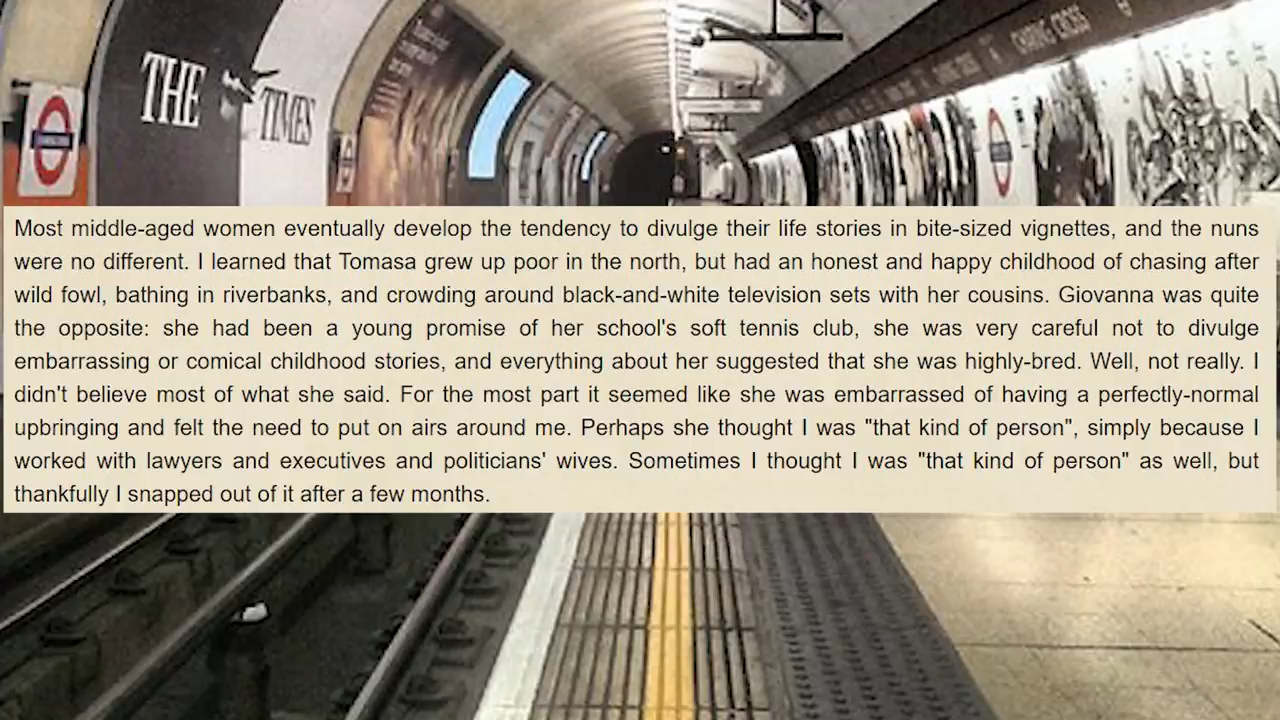 THE TIMES
CHARING CROSS
Most middle-aged women eventually develop the tendency to divulge their life stories in bite-sized vignettes, and the nuns
were no different. I learned that Tomasa grew up poor in the north, but had an honest and happy childhood of chasing after
wild fowl, bathing in riverbanks, and crowding around black-and-white television sets with her cousins. Giovanna was quite
the opposite: she had been a young promise of her school's soft tennis club, she was very careful not to divulge
embarrassing or comical childhood stories, and everything about her suggested that she was highly-bred. Well, not really. I
didn't believe most of what she said. For the most part it seemed like she was embarrassed of having a perfectly-normal
upbringing and felt the need to put on airs around me. Perhaps she thought I was "that kind of person", simply because I
worked with lawyers and executives and politicians' wives. Sometimes I thought I was "that kind of person" as well, but
thankfully I snapped out of it after a few months.